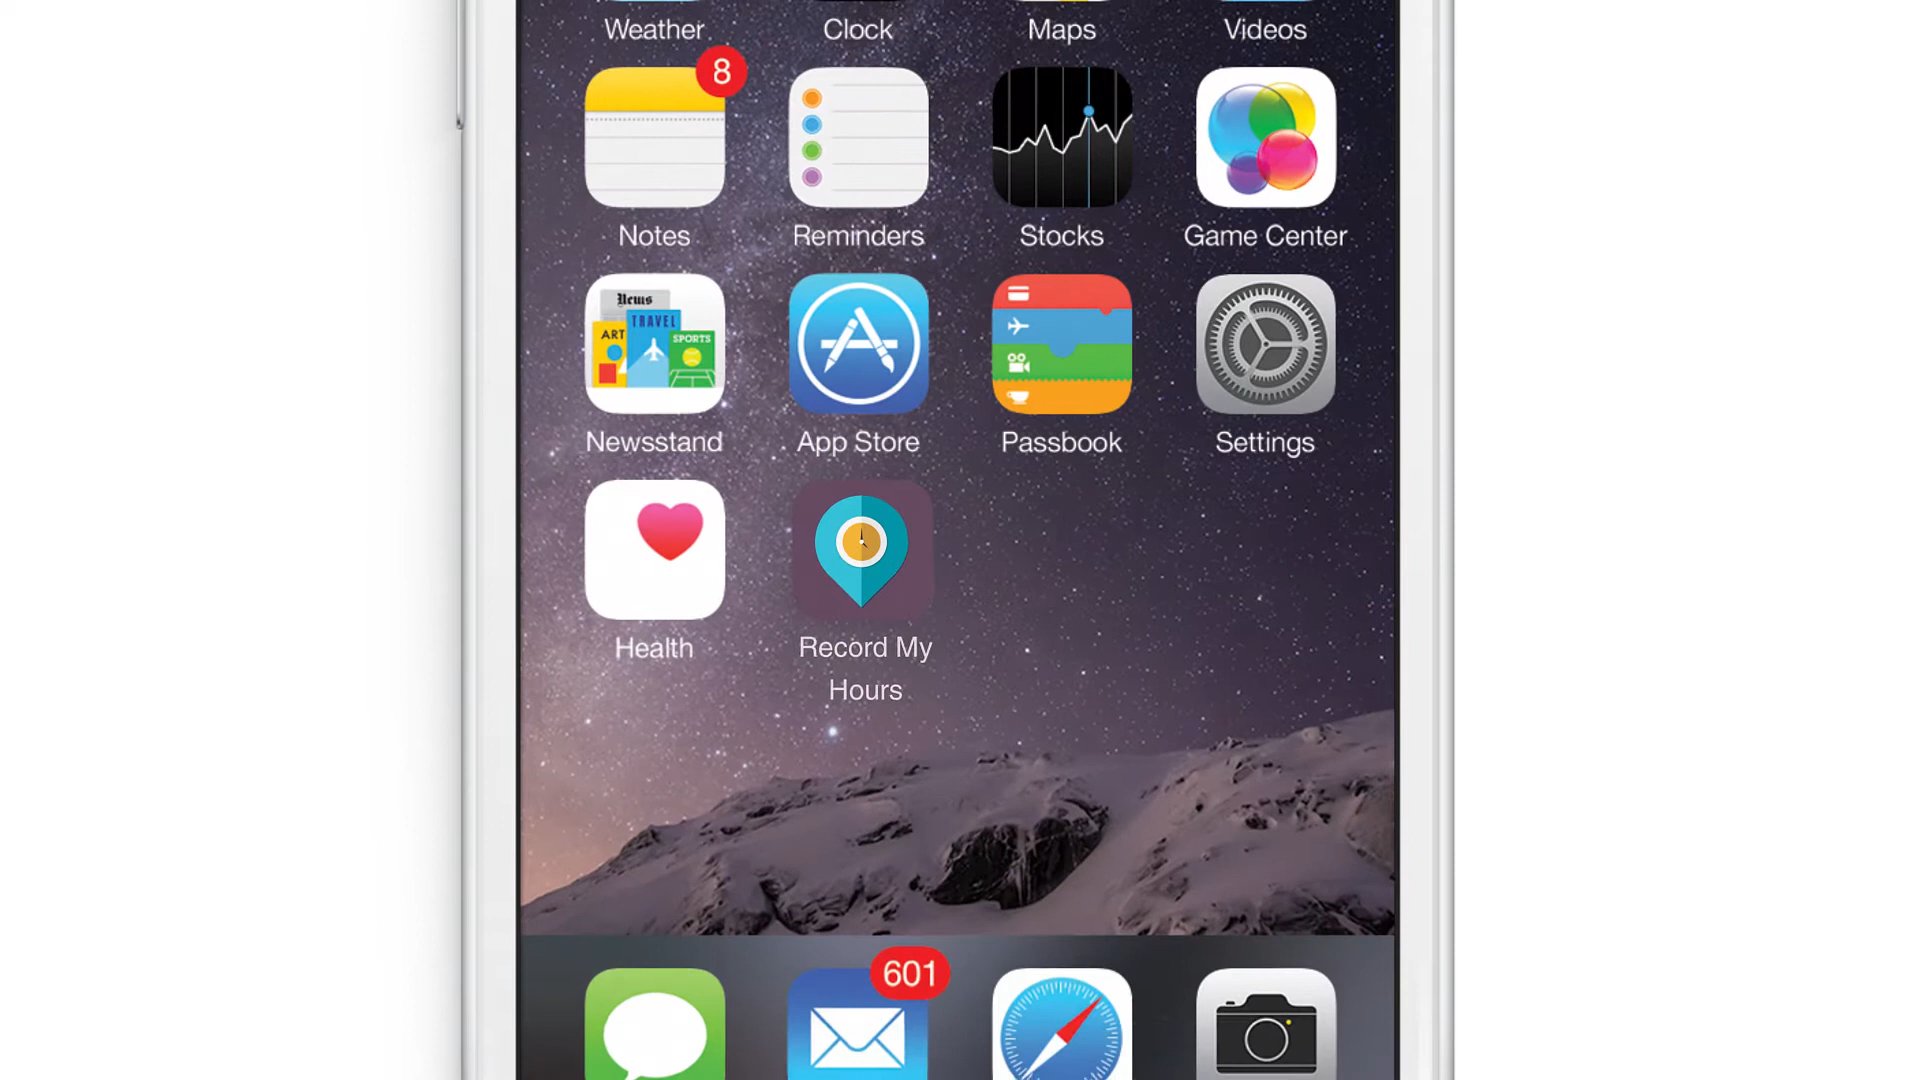 Weather
Clock
Maps
Videos
8
Notes
Reminders
Stocks
Game Center
News
ART
TRAVEL
SPORTS
Newsstand
App Store
Passbook
Settings
Health
Record My
Hours
601